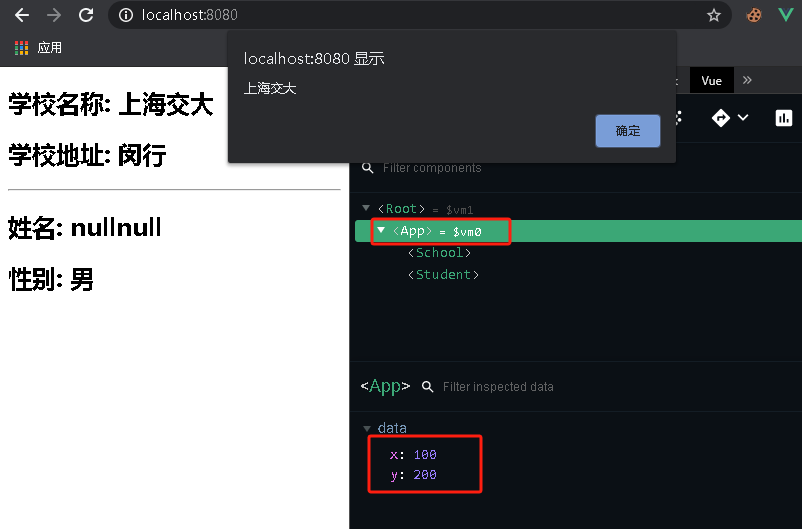 localhost:8080
应用
localhost:8080 显示
上海交大
确定
学校名称: 上海交大
学校地址: 闵行
姓名: nullnull
性别: 男
Vue
Filter components
<Root> = $vm1
<App> = $vm0
<School>
<Student>
<App>
Filter inspected data
data
x: 100
y: 200